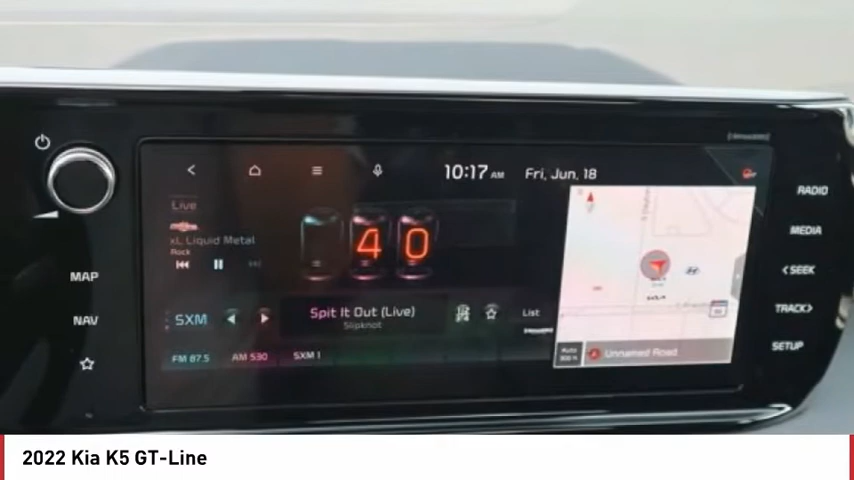 10:17 AM Fri, Jun, 18
Live
xL Liquid Metal
Rock
40
SXM
Spit It Out (Live)
Slipknot
List
FM 87.5 AM 530 SXM 1
Auto
Unnamed Road
MAP
NAV
RADIO
MEDIA
< SEEK
TRACK >
SETUP
2022 Kia K5 GT-Line